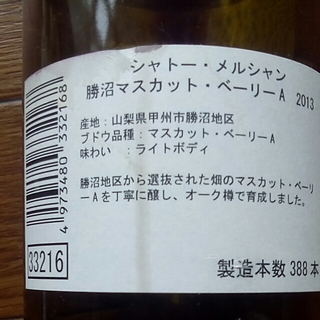 シャトー・メルシャン
勝沼マスカット・ベーリーA 2013
産地：山梨県甲州市勝沼地区
ブドウ品種：マスカット・ベーリーA
味わい：ライトボディ
勝沼地区から選抜された畑のマスカット・ベーリ
ーAを丁寧に醸し、オーク樽で育成しました。
製造本数 388 本
4 973480 332168
33216